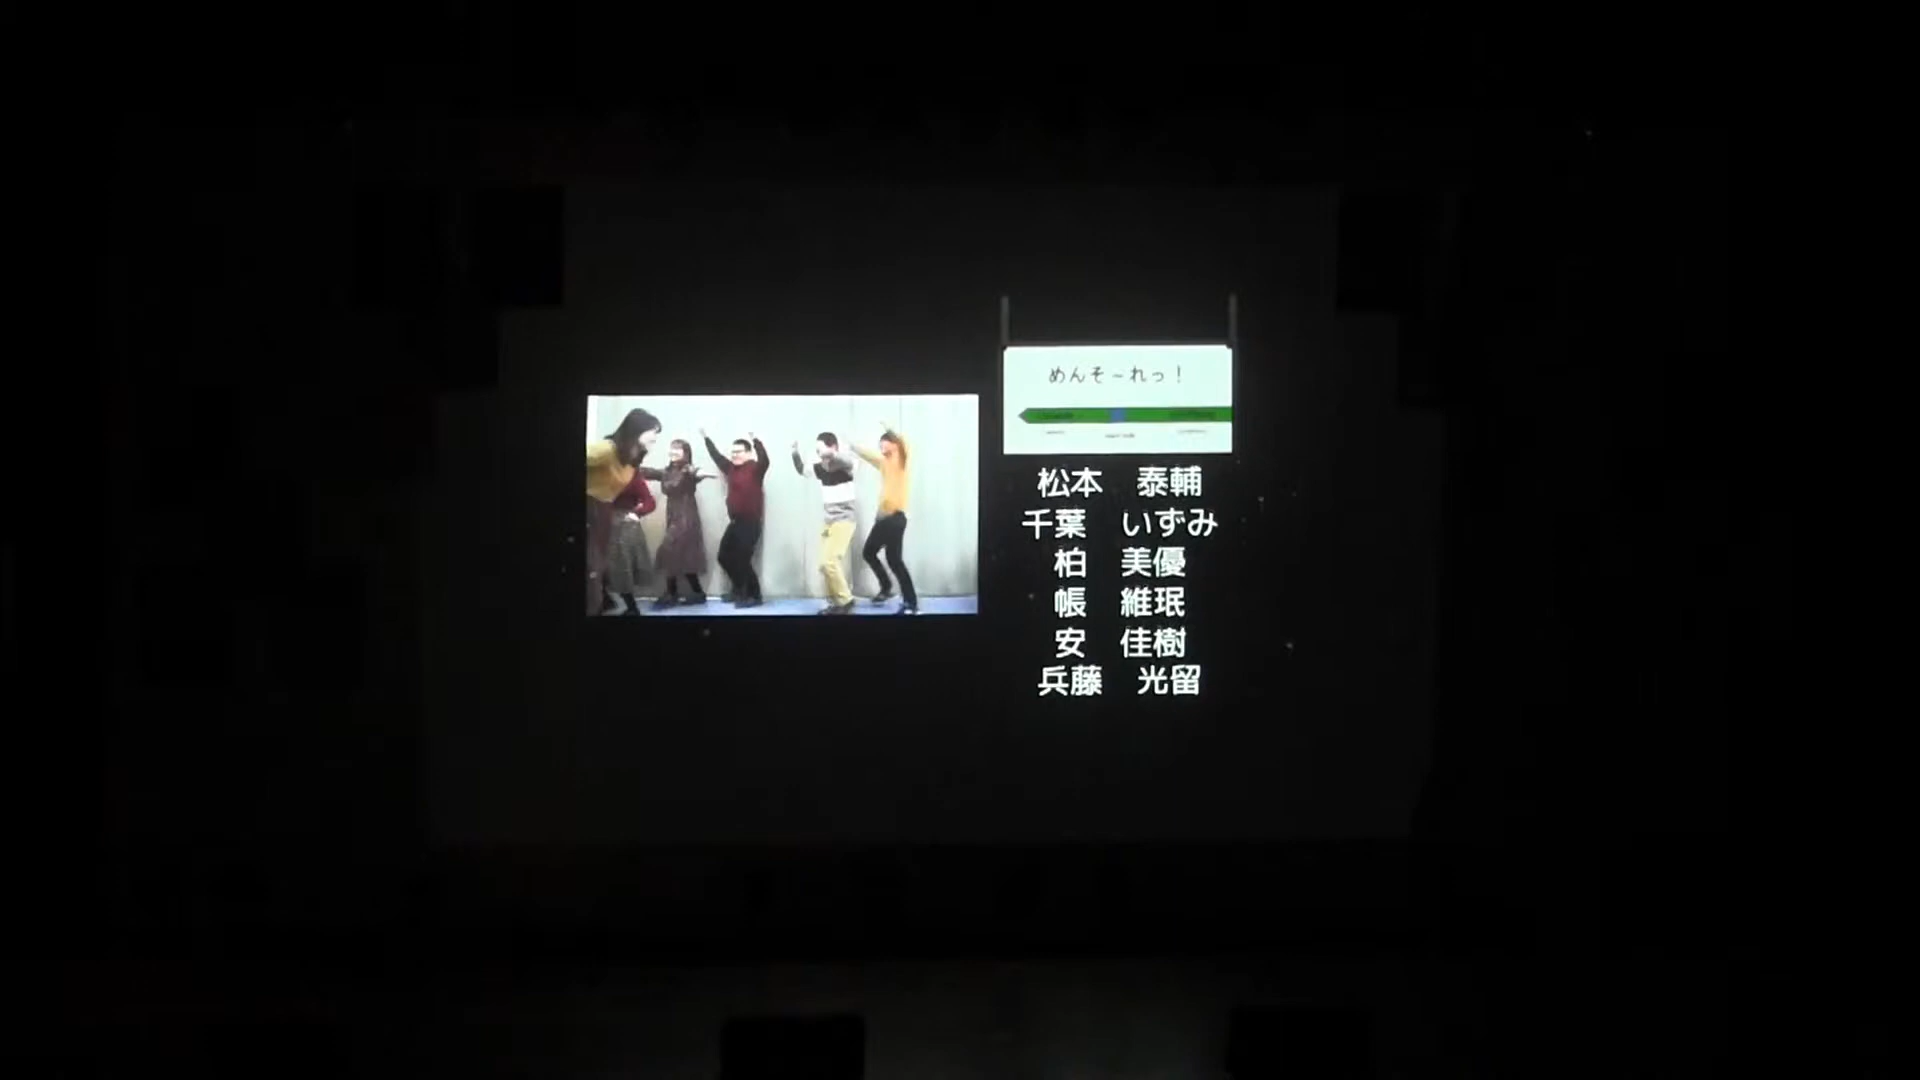 めんそ～れっ！
松本　泰輔
千葉　いずみ
柏　美優
帳　維珉
安　佳樹
兵藤　光留